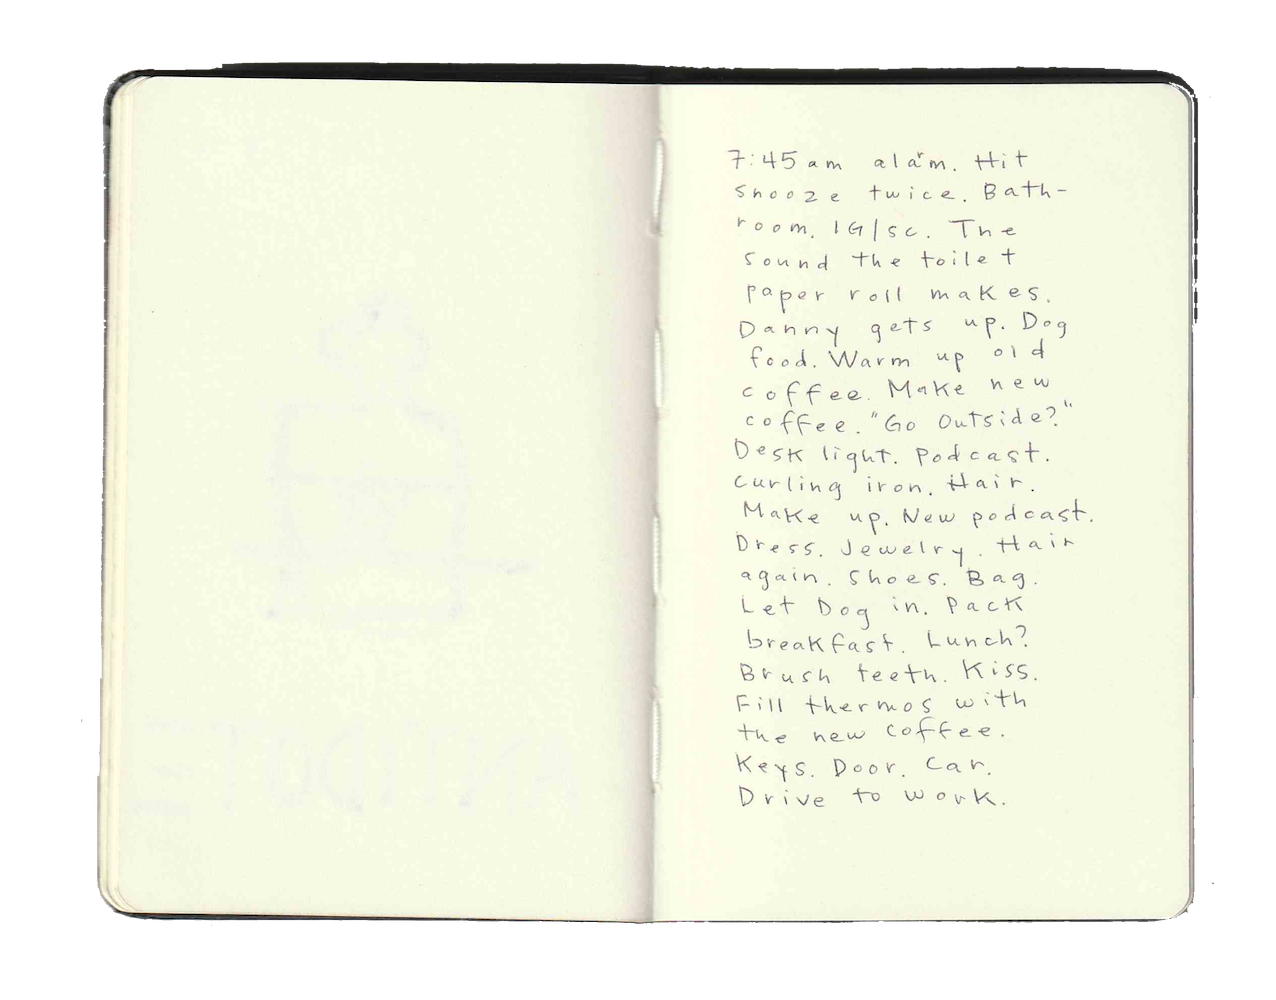 7:45 am alarm. Hit
snooze twice. Bath-
room. IG/sc. The
sound the toilet
paper roll makes.
Danny gets up. Dog
food. Warm up old
coffee. Make new
coffee. "Go Outside?"
Desk light. Podcast.
Curling iron. Hair.
Make up. New podcast.
Dress. Jewelry. Hair
again. Shoes. Bag.
Let Dog in. Pack
breakfast. Lunch?
Brush teeth. Kiss.
Fill thermos with
the new coffee.
Keys. Door. Car.
Drive to work.